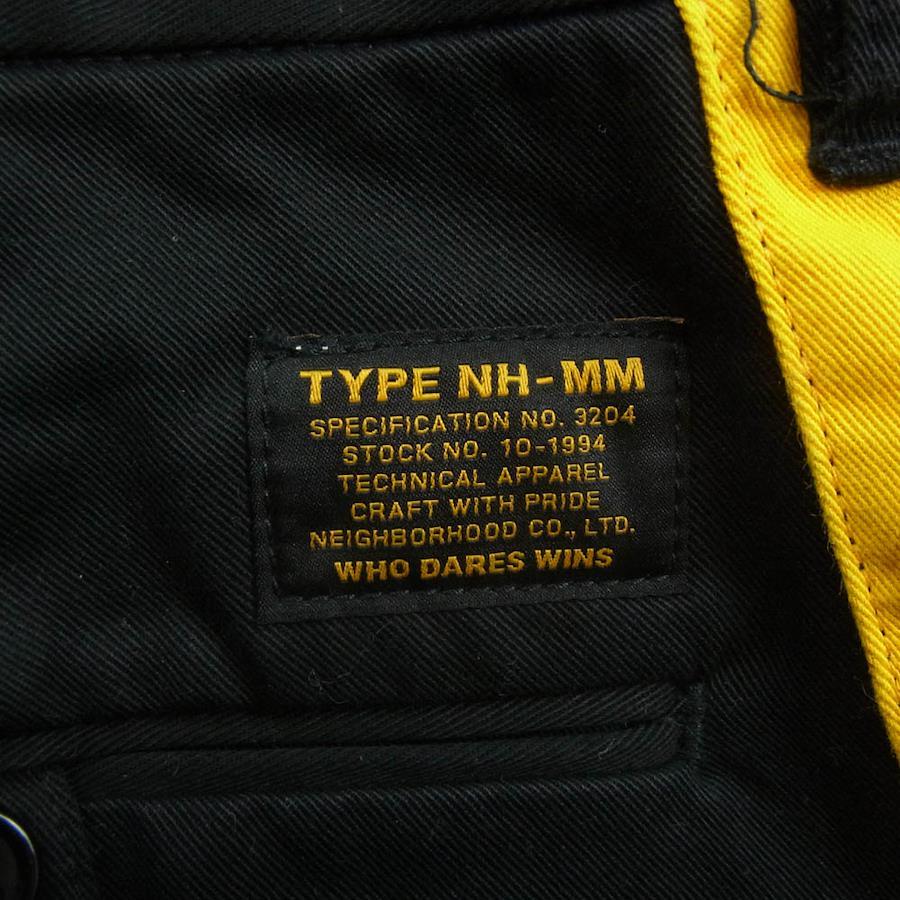 TYPE NH-MM
SPECIFICATION NO. 3204
STOCK NO. 10-1994
TECHNICAL APPAREL
CRAFT WITH PRIDE
NEIGHBORHOOD CO., LTD.
WHO DARES WINS